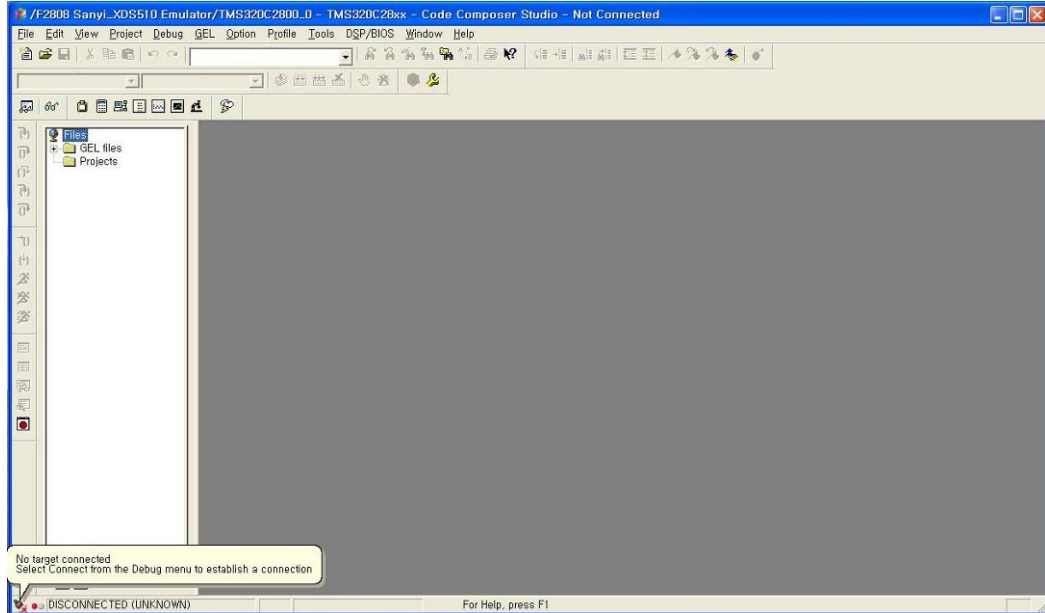 /F2808 Sanyi_XDS510 Emulator/TMS320C2800_0 - TMS320C28xx - Code Composer Studio - Not Connected
File Edit View Project Debug GEL Option Profile Tools DSP/BIOS Window Help
Files
GEL files
Projects
No target connected
Select Connect from the Debug menu to establish a connection
DISCONNECTED (UNKNOWN)
For Help, press F1